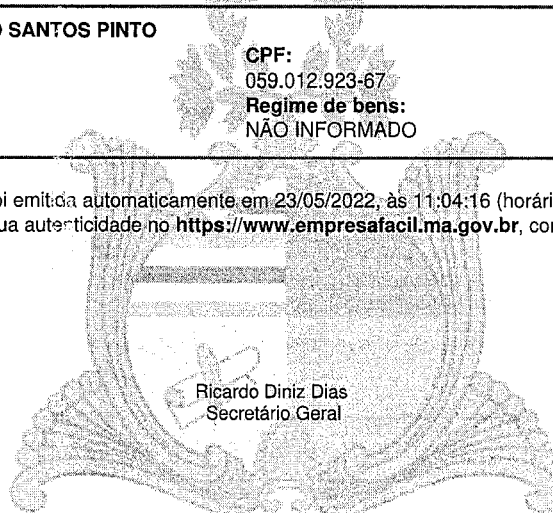 SANTOS PINTO
CPF:
059.012.923-67
Regime de bens:
NÃO INFORMADO
emitida automaticamente em 23/05/2022, às 11:04:16 (horári
ua autenticidade no https://www.empresafacil.ma.gov.br, co
Ricardo Diniz Dias
Secretário Geral